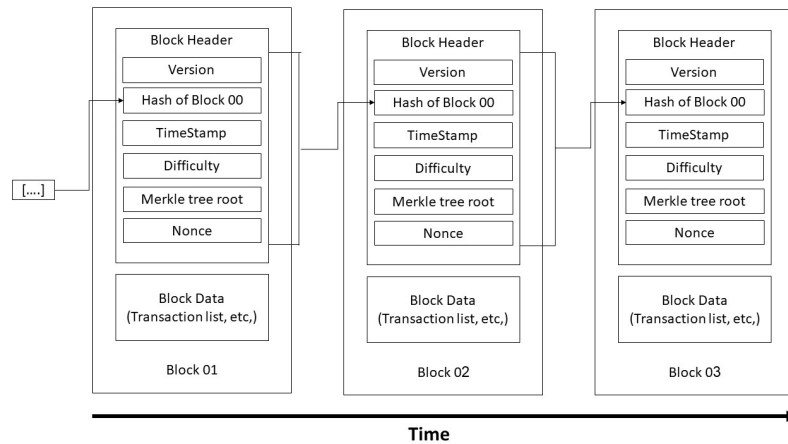 [....]
Block Header
Version
Hash of Block 00
TimeStamp
Difficulty
Merkle tree root
Nonce
Block Data
(Transaction list, etc,)
Block 01
Block Header
Version
Hash of Block 00
TimeStamp
Difficulty
Merkle tree root
Nonce
Block Data
(Transaction list, etc,)
Block 02
Block Header
Version
Hash of Block 00
TimeStamp
Difficulty
Merkle tree root
Nonce
Block Data
(Transaction list, etc,)
Block 03
Time